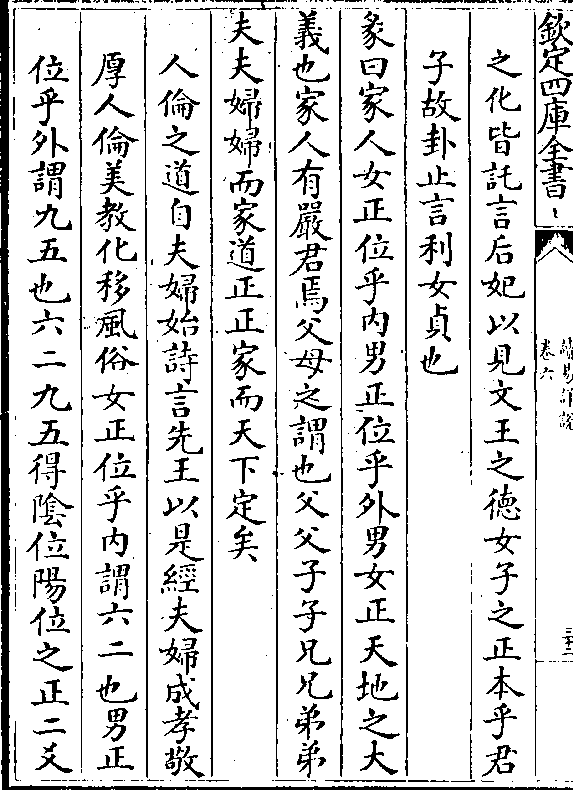 欽定四庫全書
讀易詳說
卷六
三十二
之化皆託言后妃以見文王之德女子之正本乎君
子故卦止言利女貞也
彖曰家人女正位乎内男正位乎外男女正天地之大
義也家人有嚴君焉父母之謂也父父子子兄兄弟弟
夫夫婦婦而家道正正家而天下定矣
人倫之道自夫婦始詩言先王以是經夫婦成孝敬
厚人倫美教化移風俗女正位乎内謂六二也男正
位乎外謂九五也六二九五得陰位陽位之正二爻